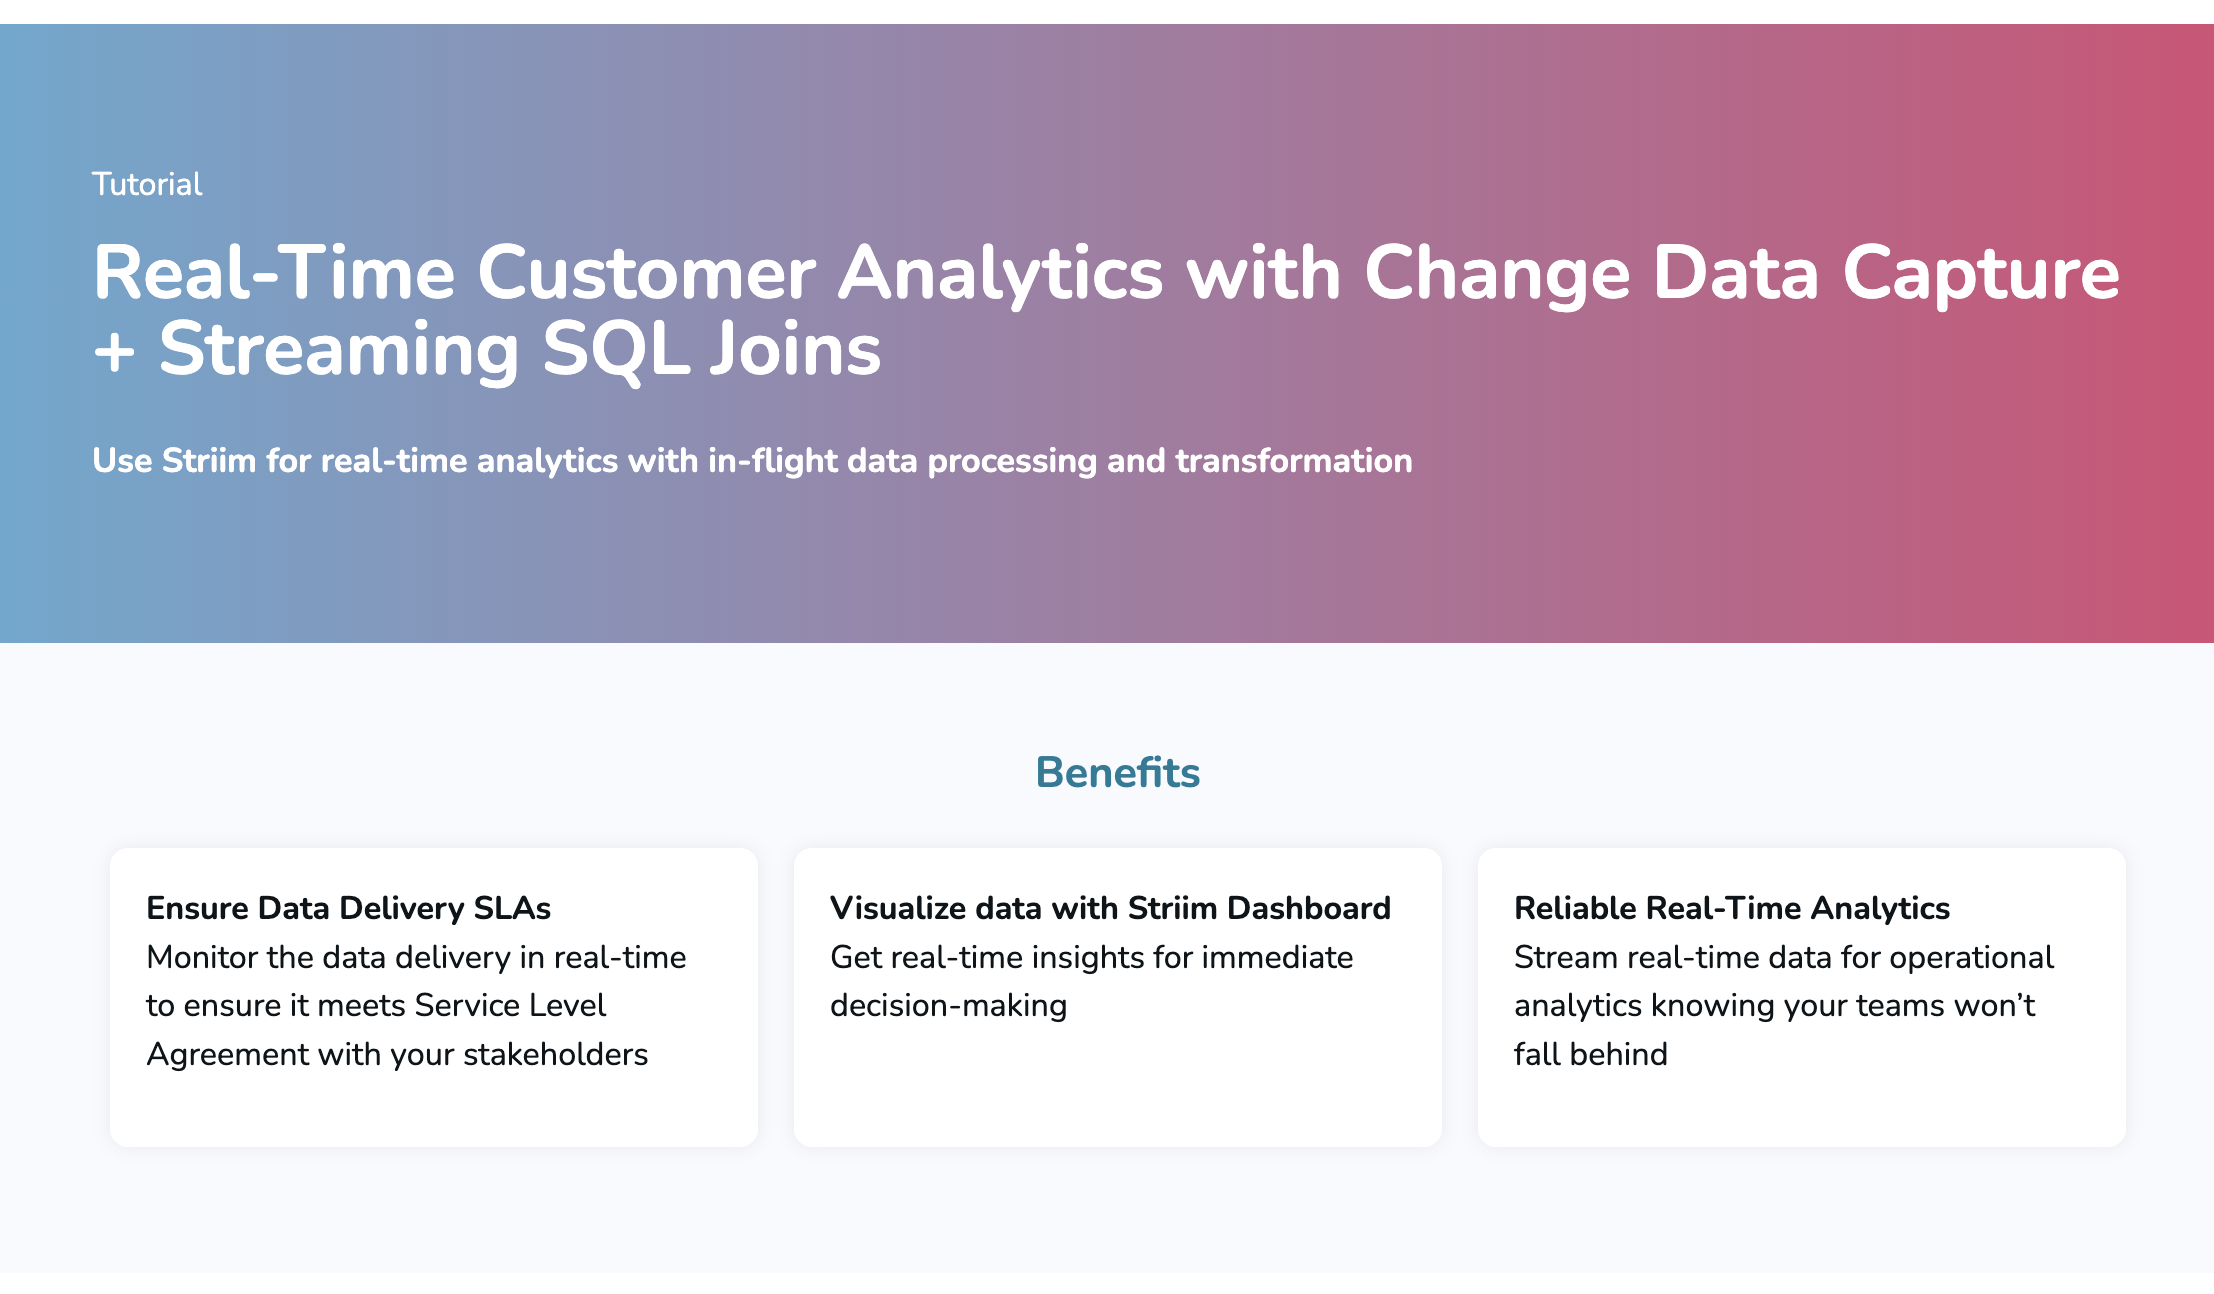 Tutorial
Real-Time Customer Analytics with Change Data Capture
+ Streaming SQL Joins
Use Striim for real-time analytics with in-flight data processing and transformation
Benefits
Ensure Data Delivery SLAs
Monitor the data delivery in real-time
to ensure it meets Service Level
Agreement with your stakeholders
Visualize data with Striim Dashboard
Get real-time insights for immediate
decision-making
Reliable Real-Time Analytics
Stream real-time data for operational
analytics knowing your teams won’t
fall behind